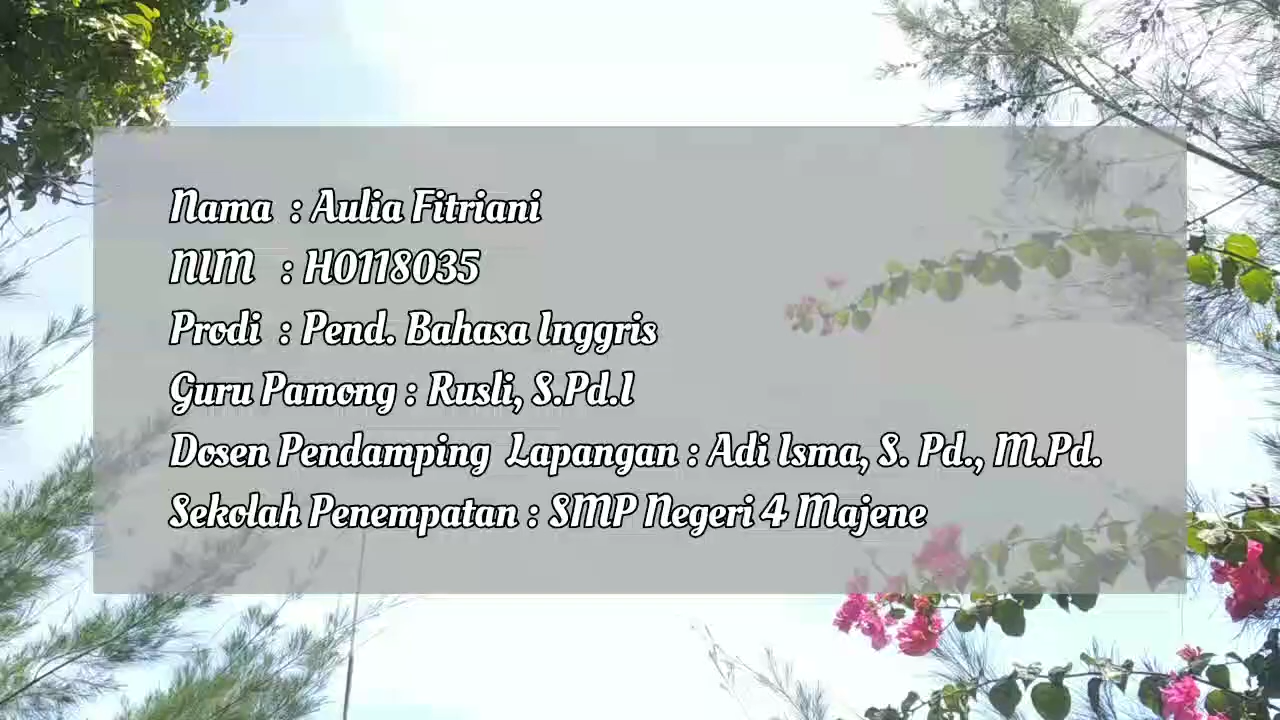 Nama : Aulia Fitriani
NIM : H0118035
Prodi : Pend. Bahasa Inggris
Guru Pamong : Rusli, S.Pd.I
Dosen Pendamping Lapangan : Adi Isma, S. Pd., M.Pd.
Sekolah Penempatan : SMP Negeri 4 Majene